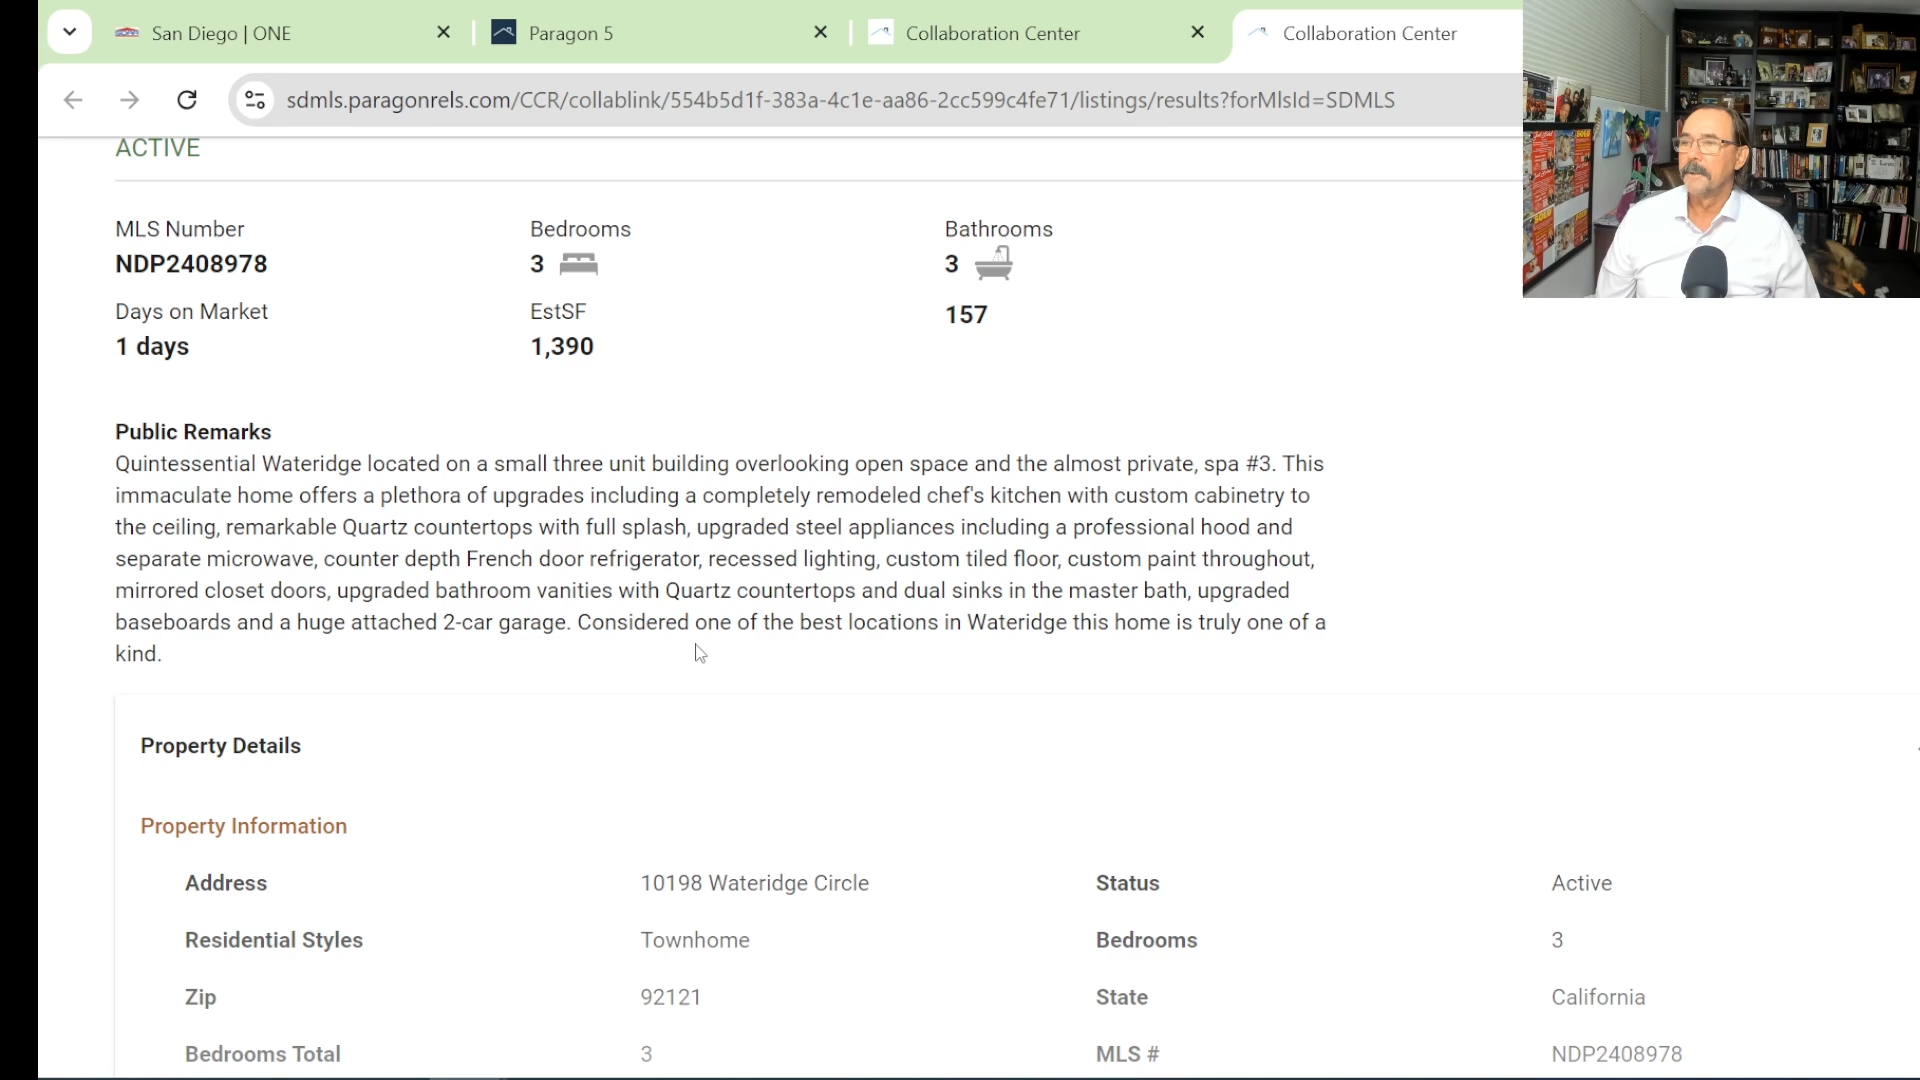 San Diego | ONE
Paragon 5
Collaboration Center
Collaboration Center
sdmls.paragonrels.com/CCR/collablink/554b5d1f-383a-4c1e-aa86-2cc599c4fe71/listings/results?forMlsId=SDMLS
ACTIVE
MLS Number
Bedrooms
Bathrooms
NDP2408978
3
3
Days on Market
EstSF
157
1 days
1,390
Public Remarks
Quintessential Wateridge located on a small three unit building overlooking open space and the almost private, spa #3. This
immaculate home offers a plethora of upgrades including a completely remodeled chef's kitchen with custom cabinetry to
the ceiling, remarkable Quartz countertops with full splash, upgraded steel appliances including a professional hood and
separate microwave, counter depth French door refrigerator, recessed lighting, custom tiled floor, custom paint throughout,
mirrored closet doors, upgraded bathroom vanities with Quartz countertops and dual sinks in the master bath, upgraded
baseboards and a huge attached 2-car garage. Considered one of the best locations in Wateridge this home is truly one of a
kind.
Property Details
Property Information
Address
10198 Wateridge Circle
Status
Active
Residential Styles
Townhome
Bedrooms
3
Zip
92121
State
California
Bedrooms Total
3
MLS #
NDP2408978